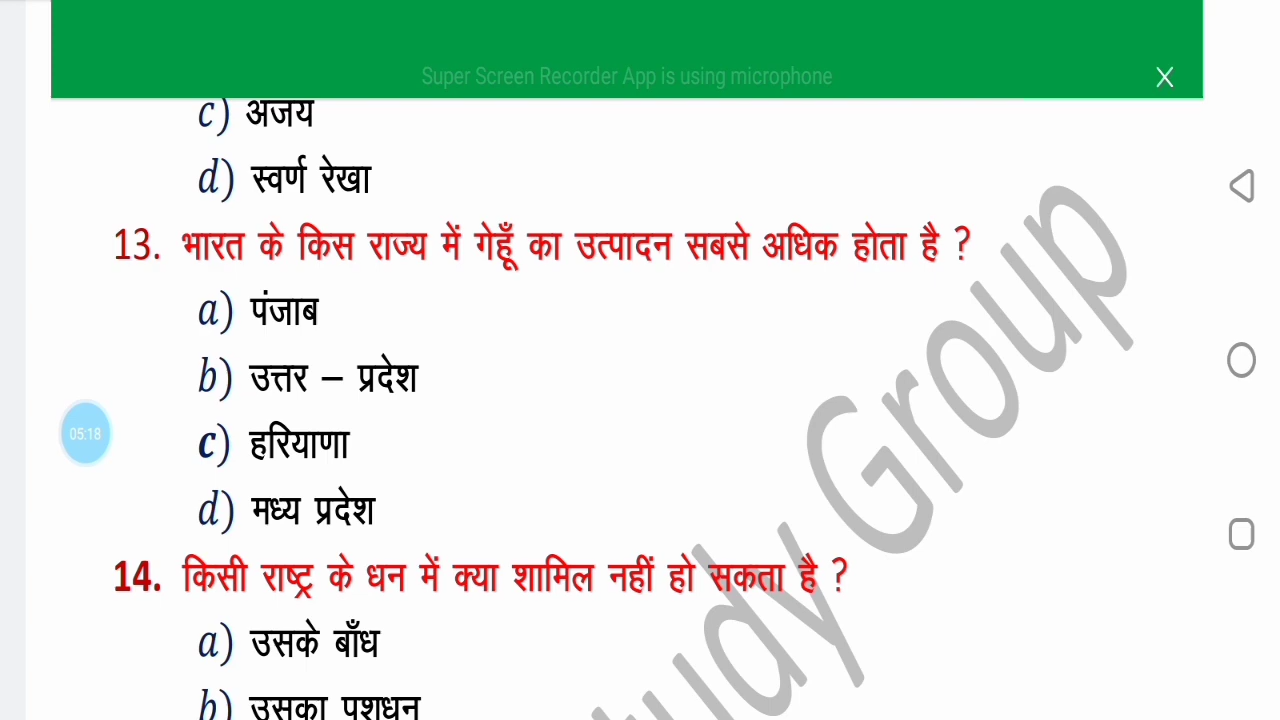 Super Screen Recorder App is using microphone
X
c) अजय
d) स्वर्ण रेखा
13. भारत के किस राज्य में गेहूँ का उत्पादन सबसे अधिक होता है ?
a) पंजाब
b) उत्तर – प्रदेश
c) हरियाणा
d) मध्य प्रदेश
05:18
14. किसी राष्ट्र के धन में क्या शामिल नहीं हो सकता है ?
a) उसके बाँध
b) उसका पशुधन
udy Group